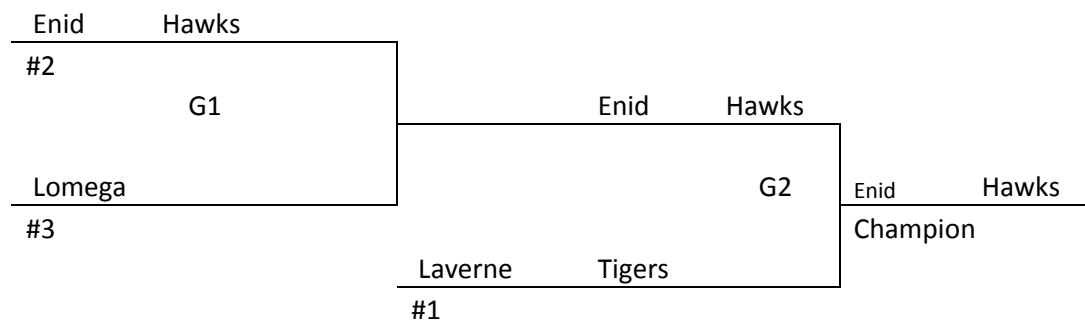 Enid Hawks
#2
G1
Enid Hawks
Lomega
G2
Enid Hawks
#3
Champion
Laverne Tigers
#1